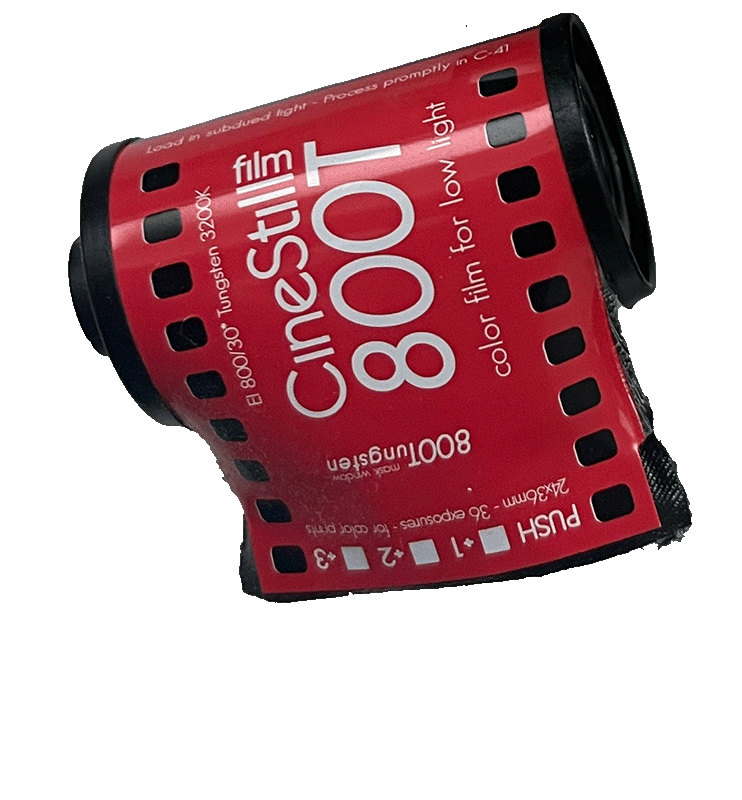 Load in subdued light - Process promptly in C-41
EI 800/30° Tungsten 3200K
CineStill film
800T
color film for low light
800Tungsten
mask window
24x36mm - 36 exposures - for color prints
PUSH +1 +2 +3